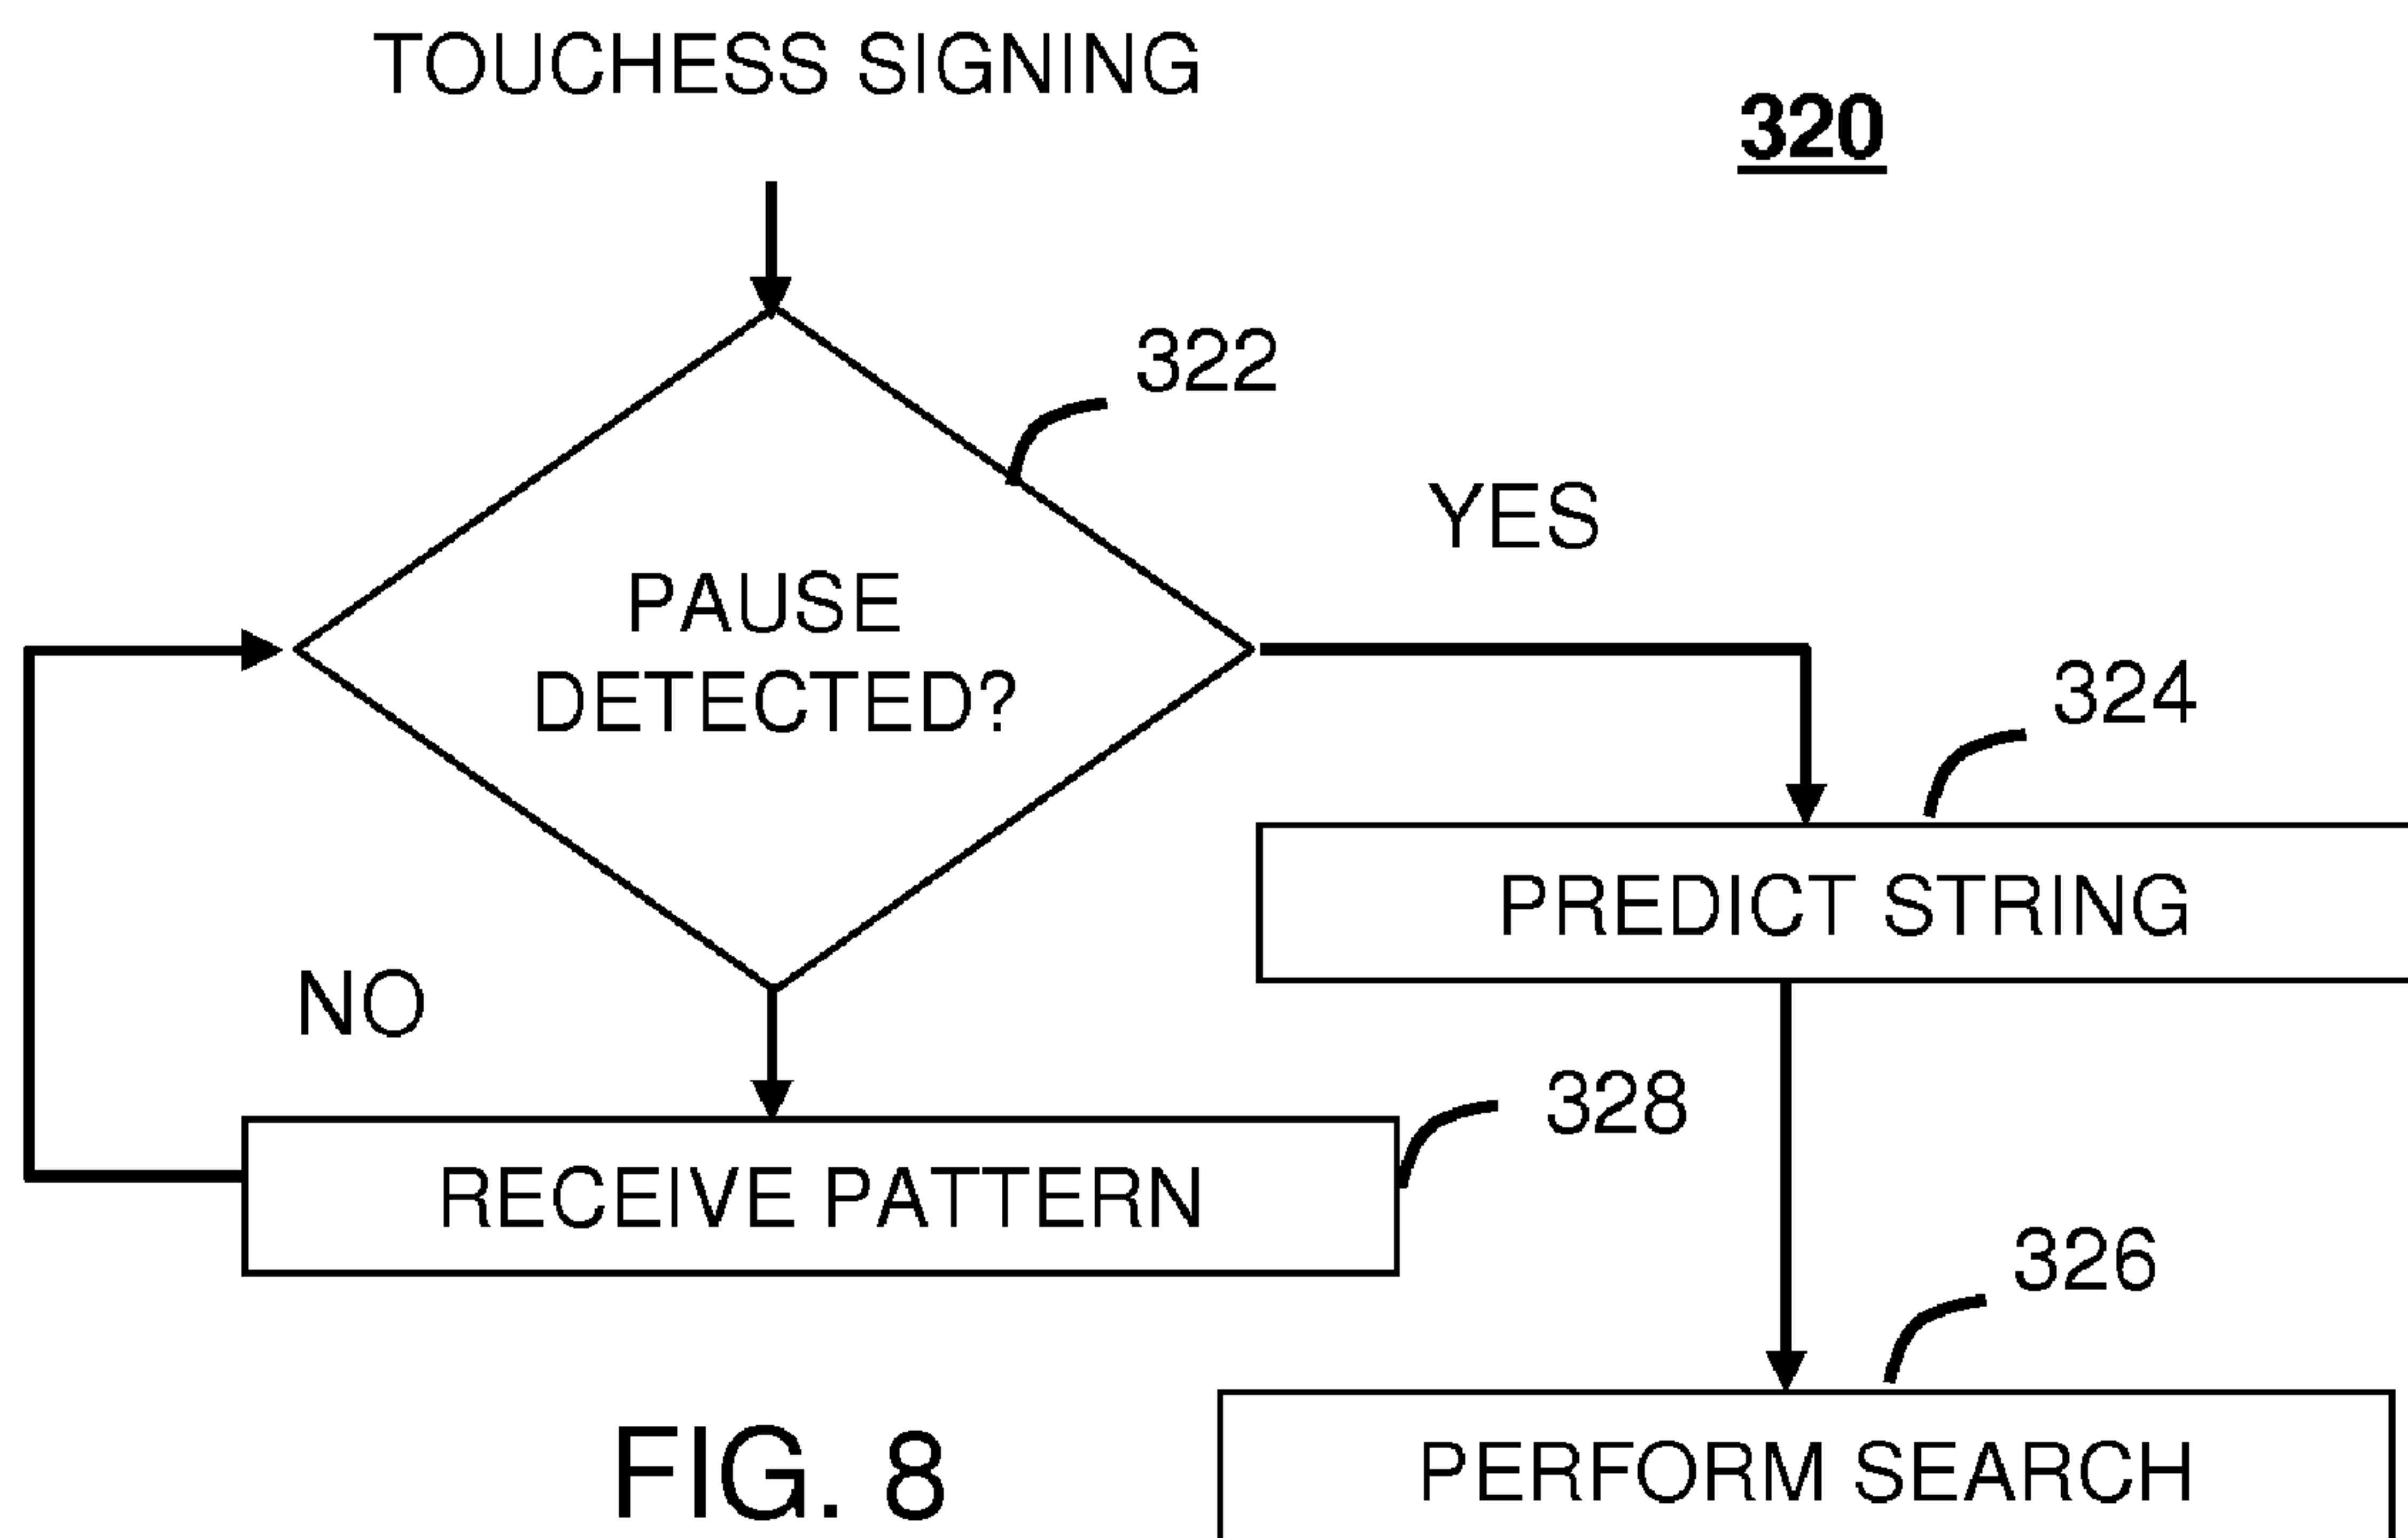 TOUCHESS SIGNING
320
322
YES
PAUSE
DETECTED?
324
PREDICT STRING
NO
328
RECEIVE PATTERN
326
PERFORM SEARCH
FIG. 8